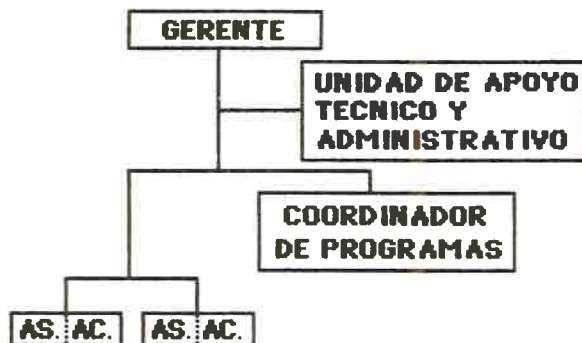 GERENTE
UNIDAD DE APOYO
TECNICO Y
ADMINISTRATIVO
COORDINADOR
DE PROGRAMAS
AS. AC. AS. AC.